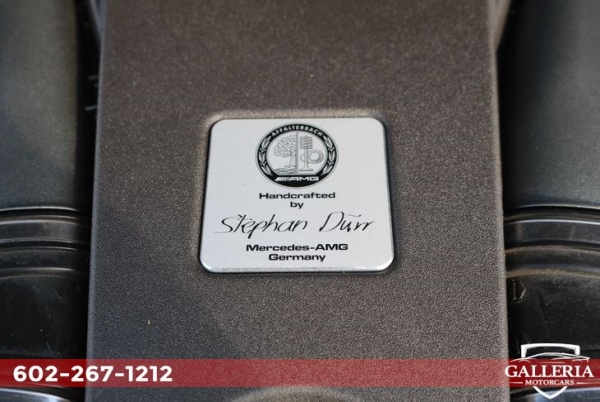 AFFALTERBACH
AMG
Handcrafted
by
Stephan Dürr
Mercedes-AMG
Germany
602-267-1212
GALLERIA
MOTORCARS